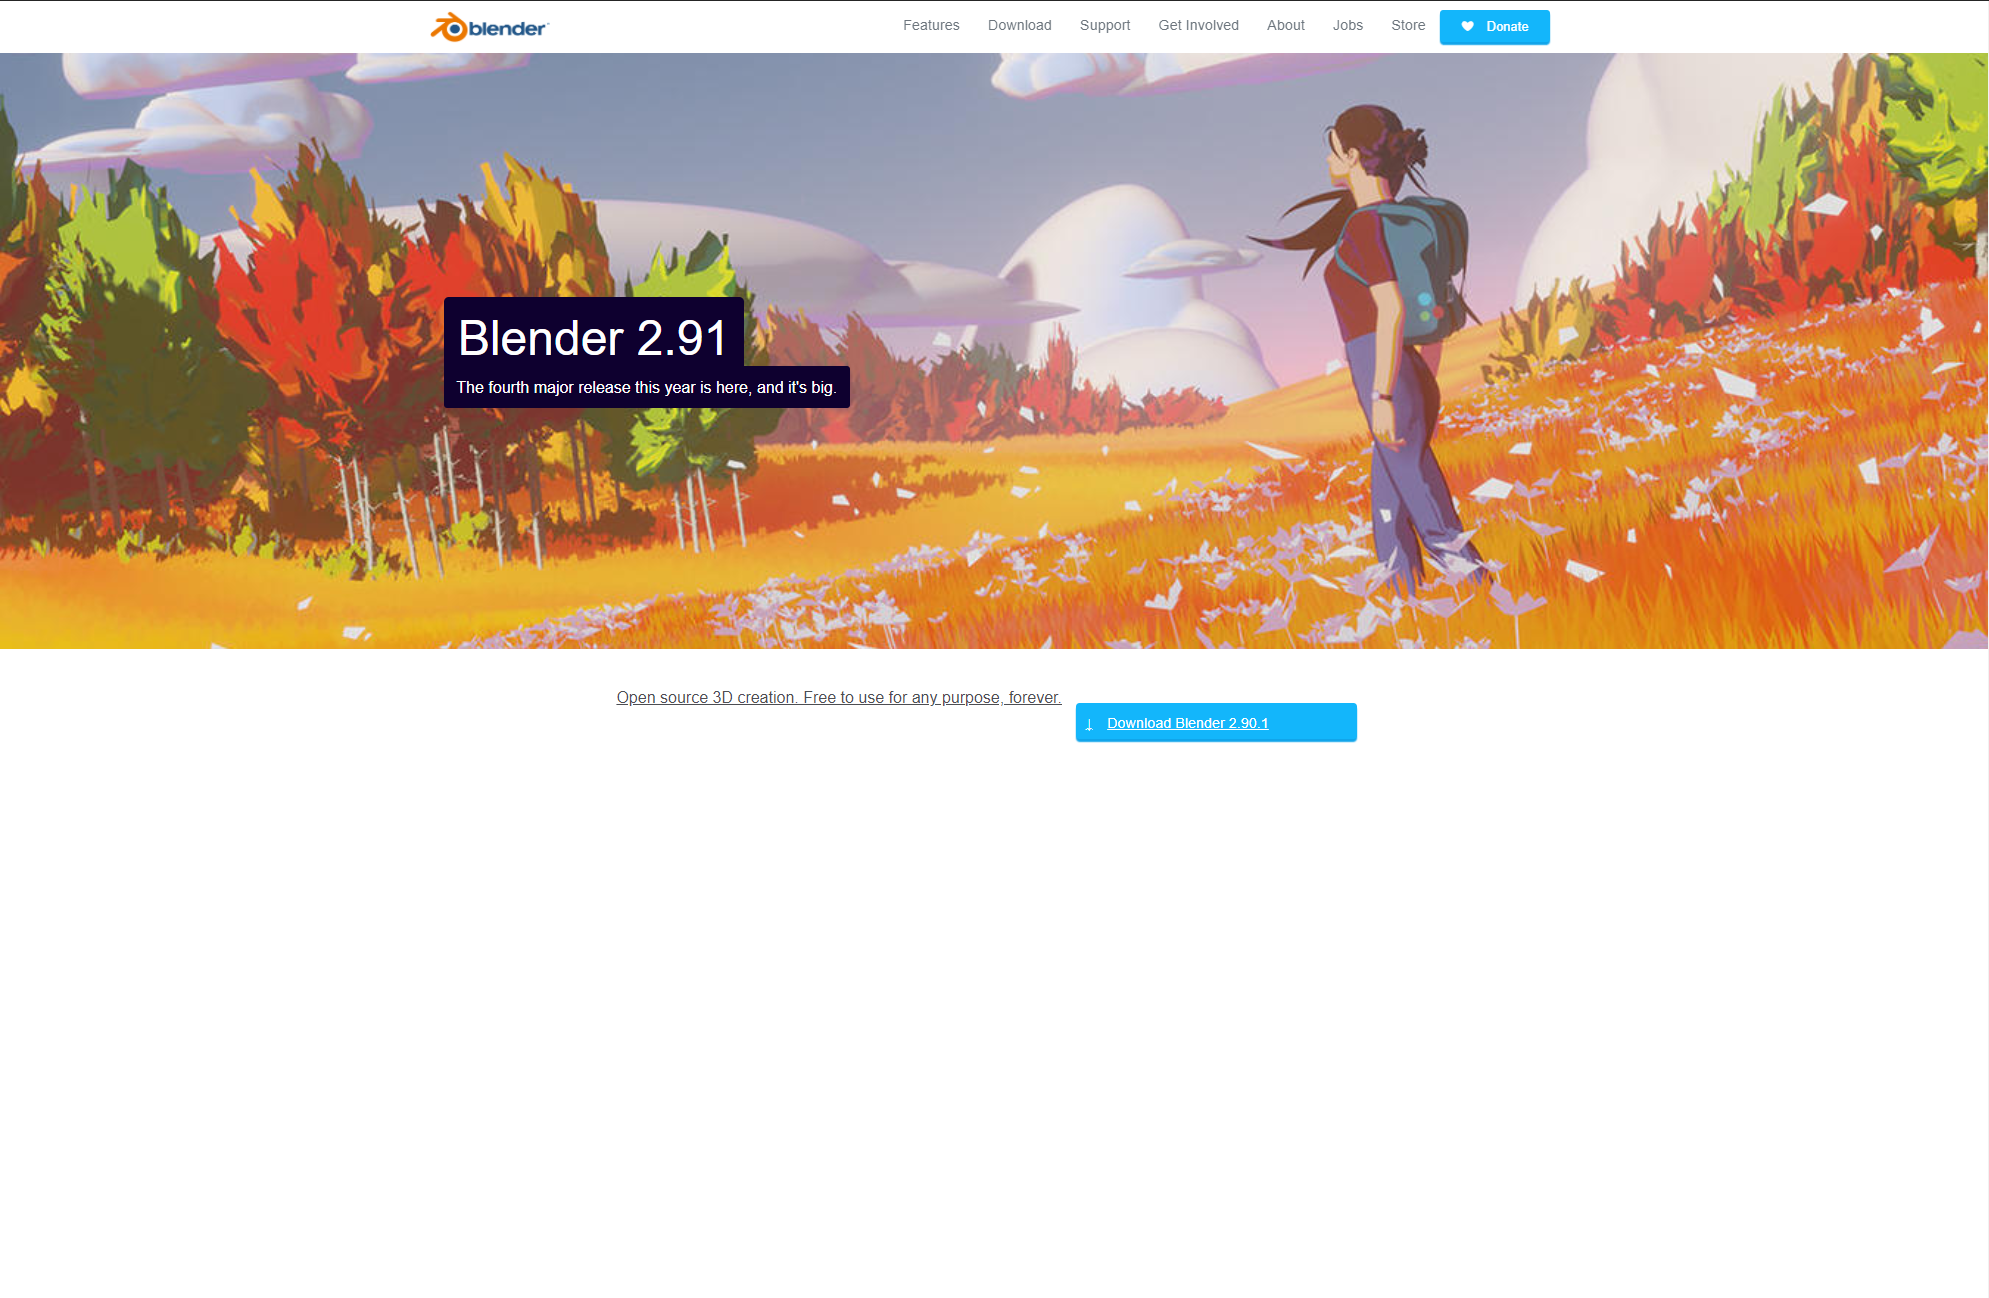 blender
Features Download Support Get Involved About Jobs Store Donate
Blender 2.91
The fourth major release this year is here, and it's big.
Open source 3D creation. Free to use for any purpose, forever.
↓ Download Blender 2.90.1